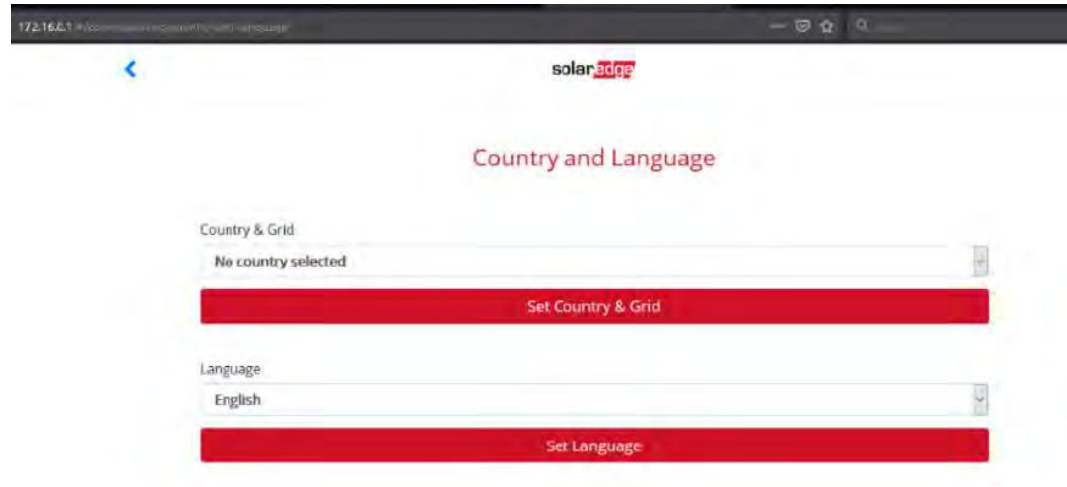 172.16.0.1
solaredge
Country and Language
Country & Grid
No country selected
Set Country & Grid
Language
English
Set Language